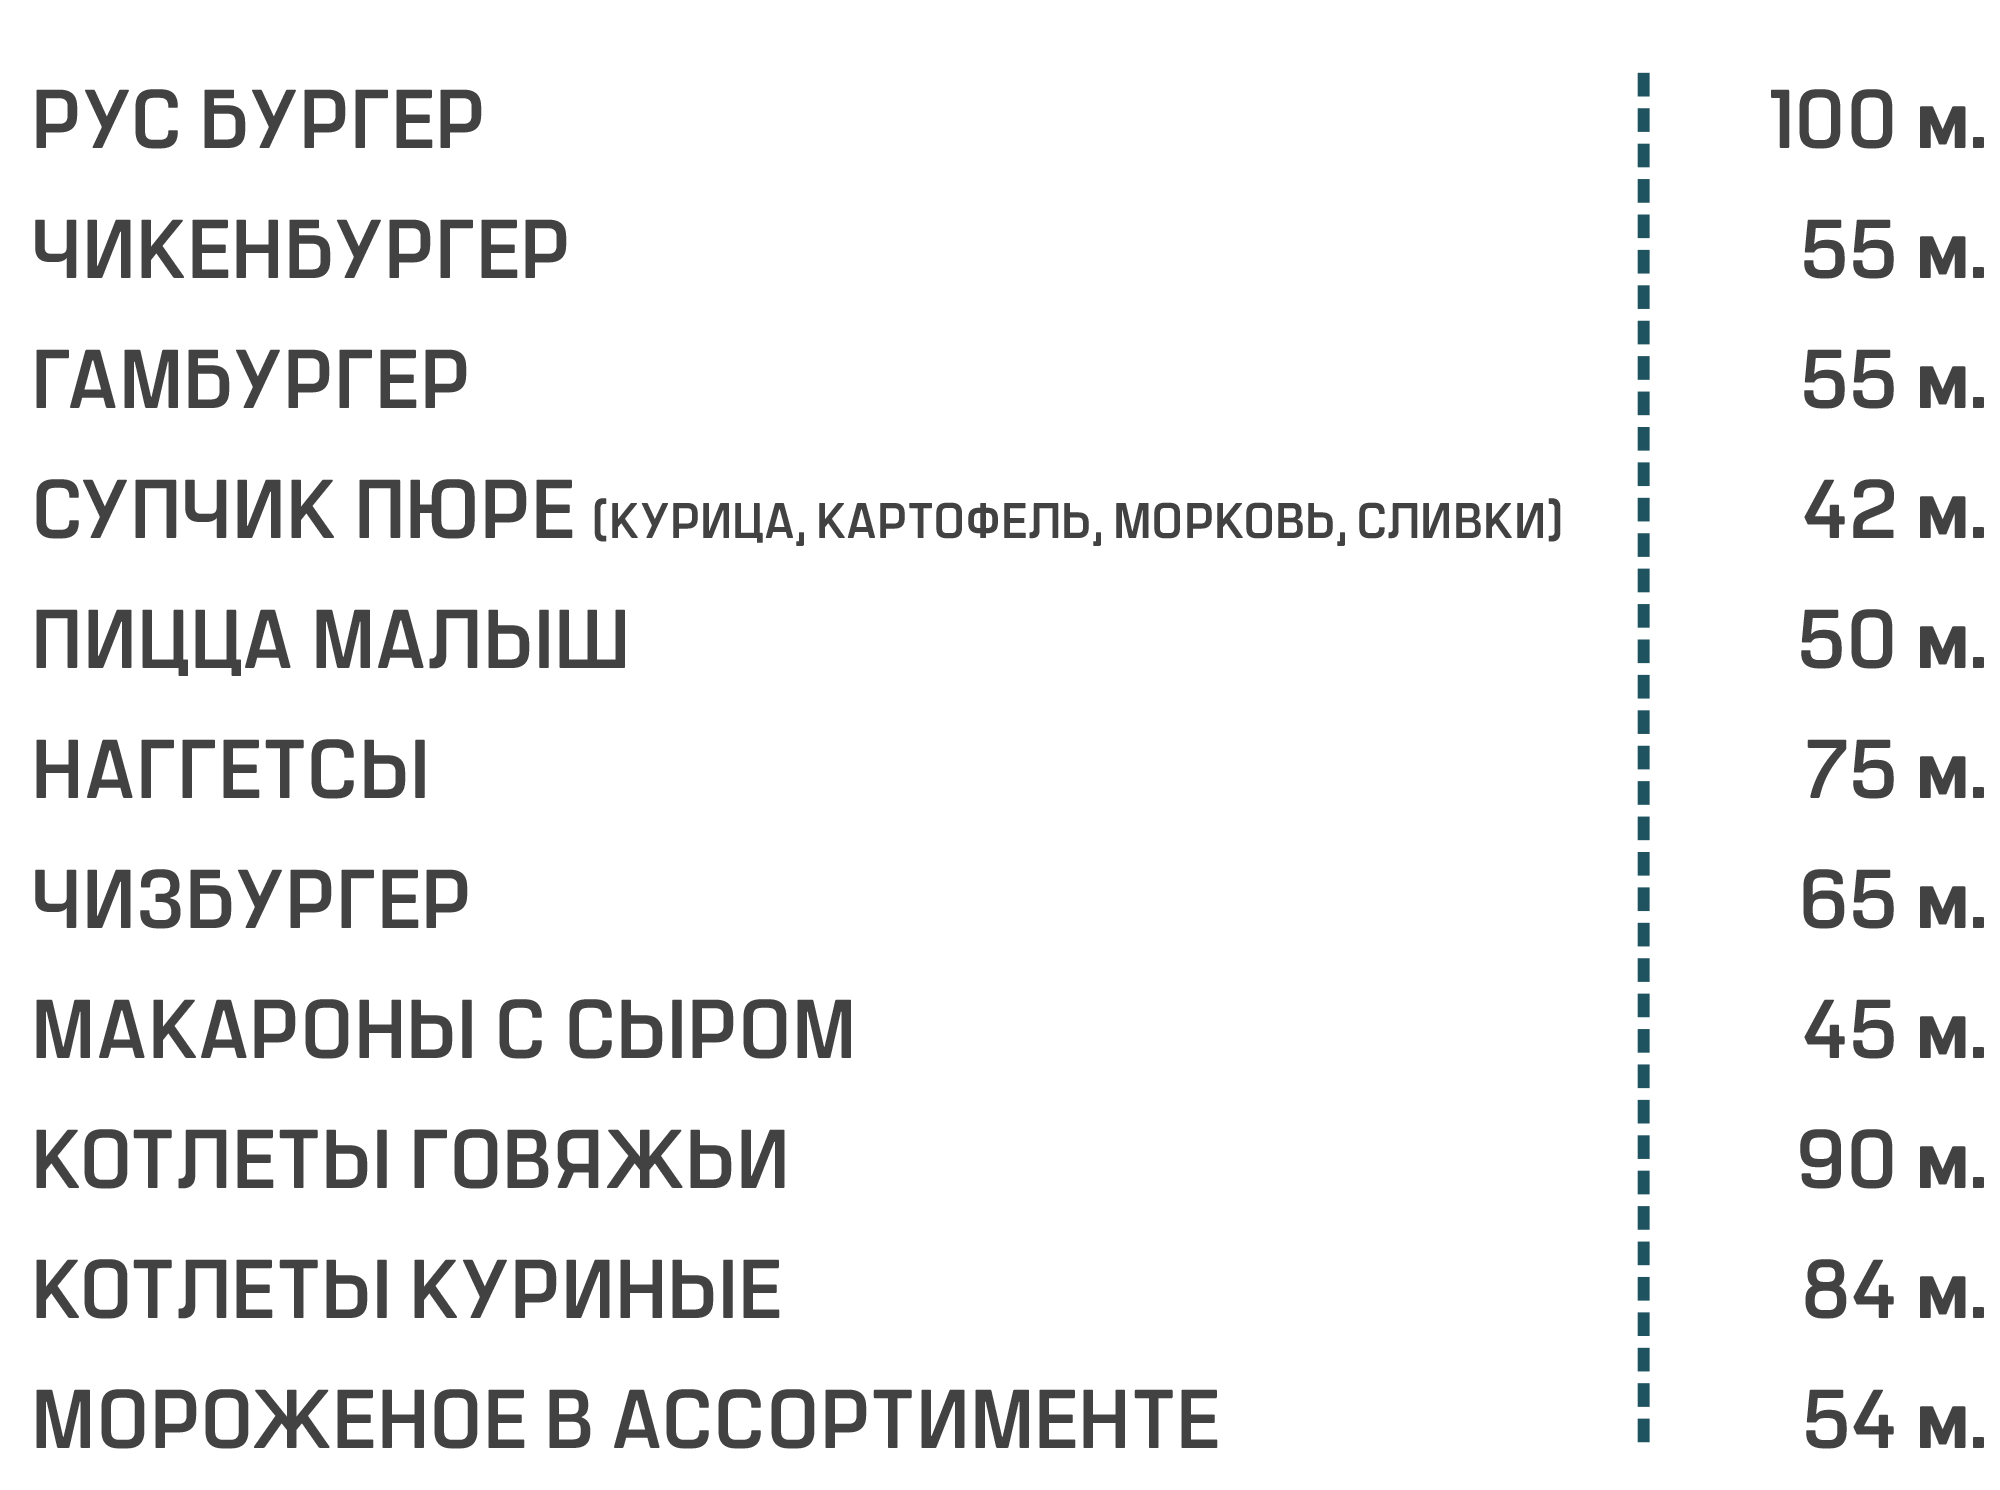 РУС БУРГЕР 100 м.
ЧИКЕНБУРГЕР 55 м.
ГАМБУРГЕР 55 м.
СУПЧИК ПЮРЕ (КУРИЦА, КАРТОФЕЛЬ, МОРКОВЬ, СЛИВКИ) 42 м.
ПИЦЦА МАЛЫШ 50 м.
НАГГЕТСЫ 75 м.
ЧИЗБУРГЕР 65 м.
МАКАРОНЫ С СЫРОМ 45 м.
КОТЛЕТЫ ГОВЯЖЬИ 90 м.
КОТЛЕТЫ КУРИНЫЕ 84 м.
МОРОЖЕНОЕ В АССОРТИМЕНТЕ 54 м.